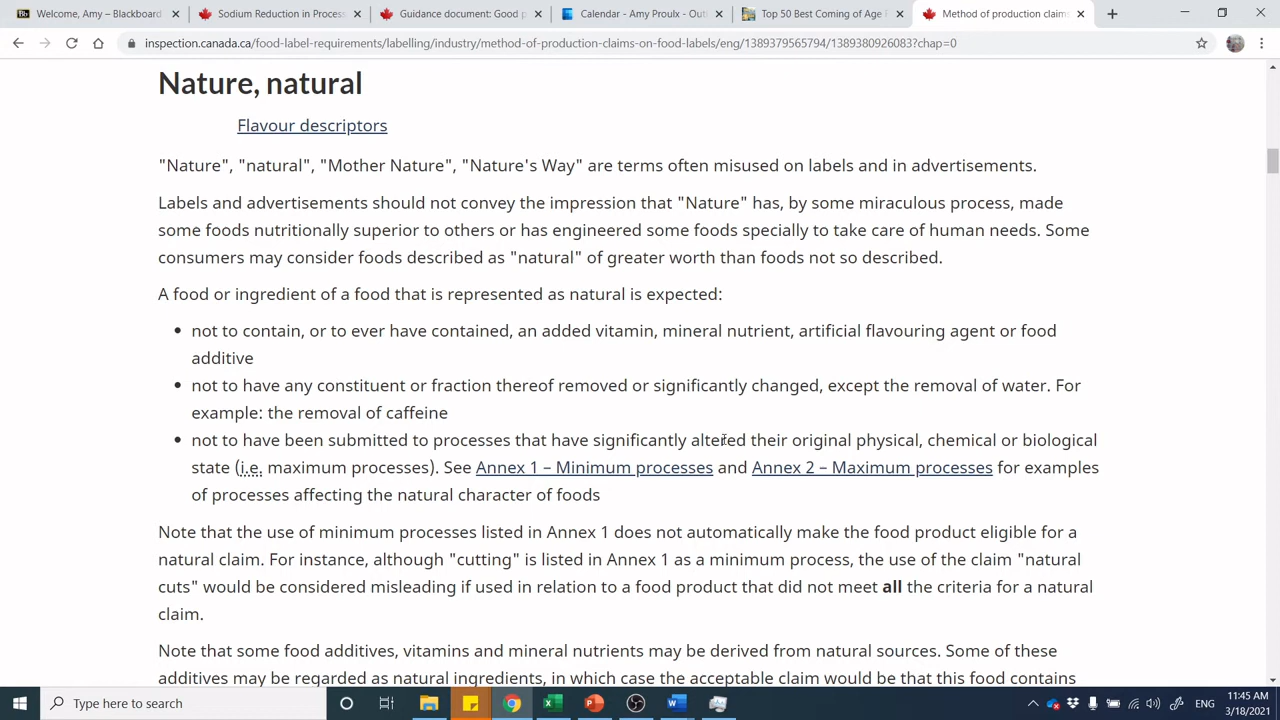 Welcome, Amy – Blackboard
Sodium Reduction in Process
Guidance document: Good p
Calendar - Amy Proulx - Out
Top 50 Best Coming of Age F
Method of production claims
inspection.canada.ca/food-label-requirements/labelling/industry/method-of-production-claims-on-food-labels/eng/1389379565794/1389380926083?chap=0
Nature, natural
Flavour descriptors
"Nature", "natural", "Mother Nature", "Nature's Way" are terms often misused on labels and in advertisements.
Labels and advertisements should not convey the impression that "Nature" has, by some miraculous process, made
some foods nutritionally superior to others or has engineered some foods specially to take care of human needs. Some
consumers may consider foods described as "natural" of greater worth than foods not so described.
A food or ingredient of a food that is represented as natural is expected:
• not to contain, or to ever have contained, an added vitamin, mineral nutrient, artificial flavouring agent or food
additive
• not to have any constituent or fraction thereof removed or significantly changed, except the removal of water. For
example: the removal of caffeine
• not to have been submitted to processes that have significantly altered their original physical, chemical or biological
state (i.e. maximum processes). See Annex 1 – Minimum processes and Annex 2 – Maximum processes for examples
of processes affecting the natural character of foods
Note that the use of minimum processes listed in Annex 1 does not automatically make the food product eligible for a
natural claim. For instance, although "cutting" is listed in Annex 1 as a minimum process, the use of the claim "natural
cuts" would be considered misleading if used in relation to a food product that did not meet all the criteria for a natural
claim.
Note that some food additives, vitamins and mineral nutrients may be derived from natural sources. Some of these
additives may be regarded as natural ingredients, in which case the acceptable claim would be that this food contains
Type here to search
ENG
11:45 AM
3/18/2021